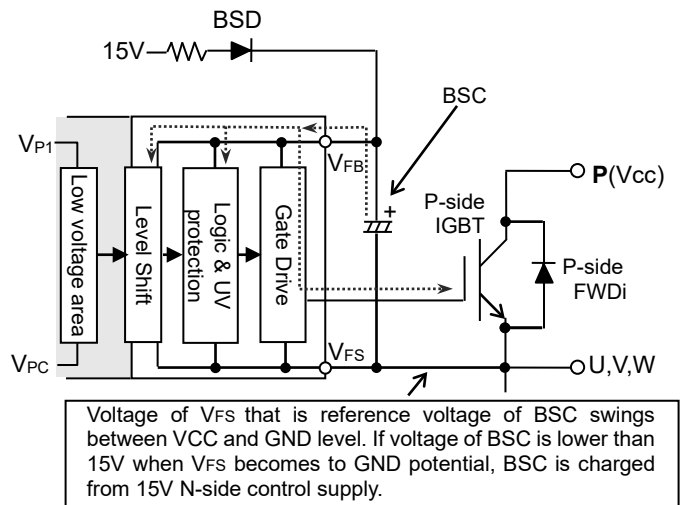 BSD
15V
BSC
VP1
VFB
P(Vcc)
P-side
IGBT
Low voltage area
Level Shift
Logic & UV
protection
Gate Drive
+
P-side
FWDi
VPC
VFS
U,V,W
Voltage of VFS that is reference voltage of BSC swings
between VCC and GND level. If voltage of BSC is lower than
15V when VFS becomes to GND potential, BSC is charged
from 15V N-side control supply.